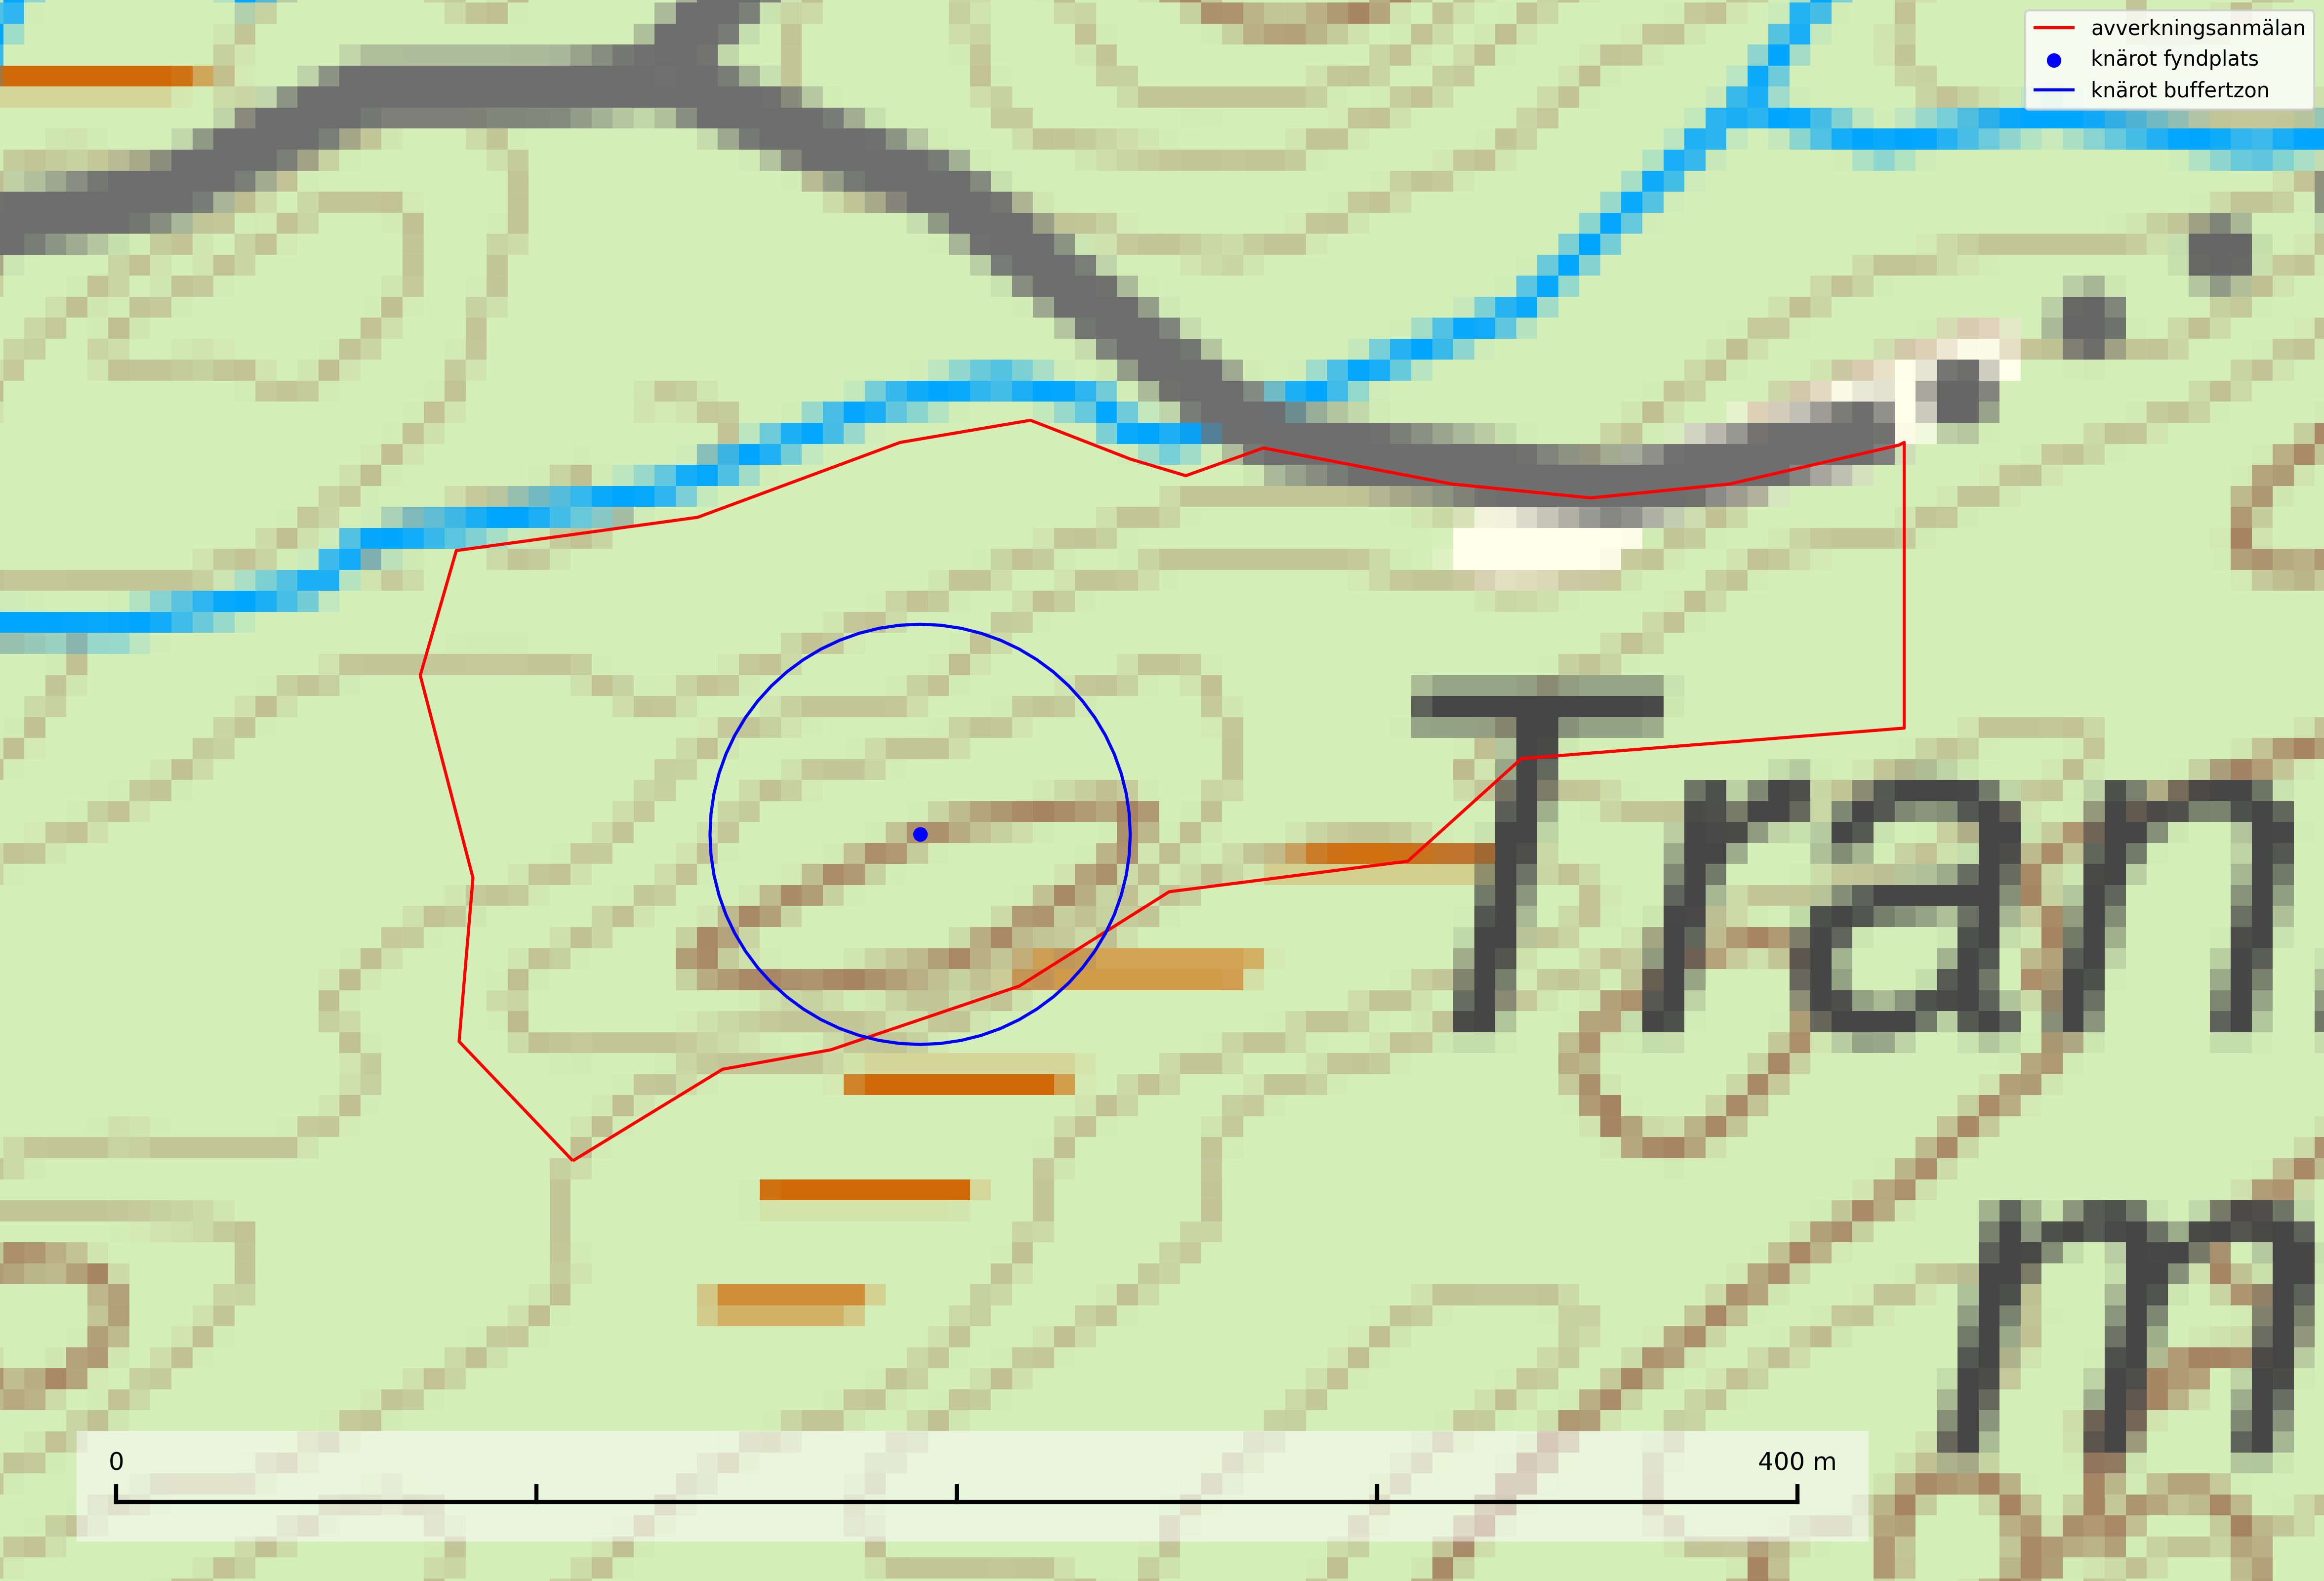 avverkningsanmälan
knärot fyndplats
knärot buffertzon
Tran
m
0 400 m